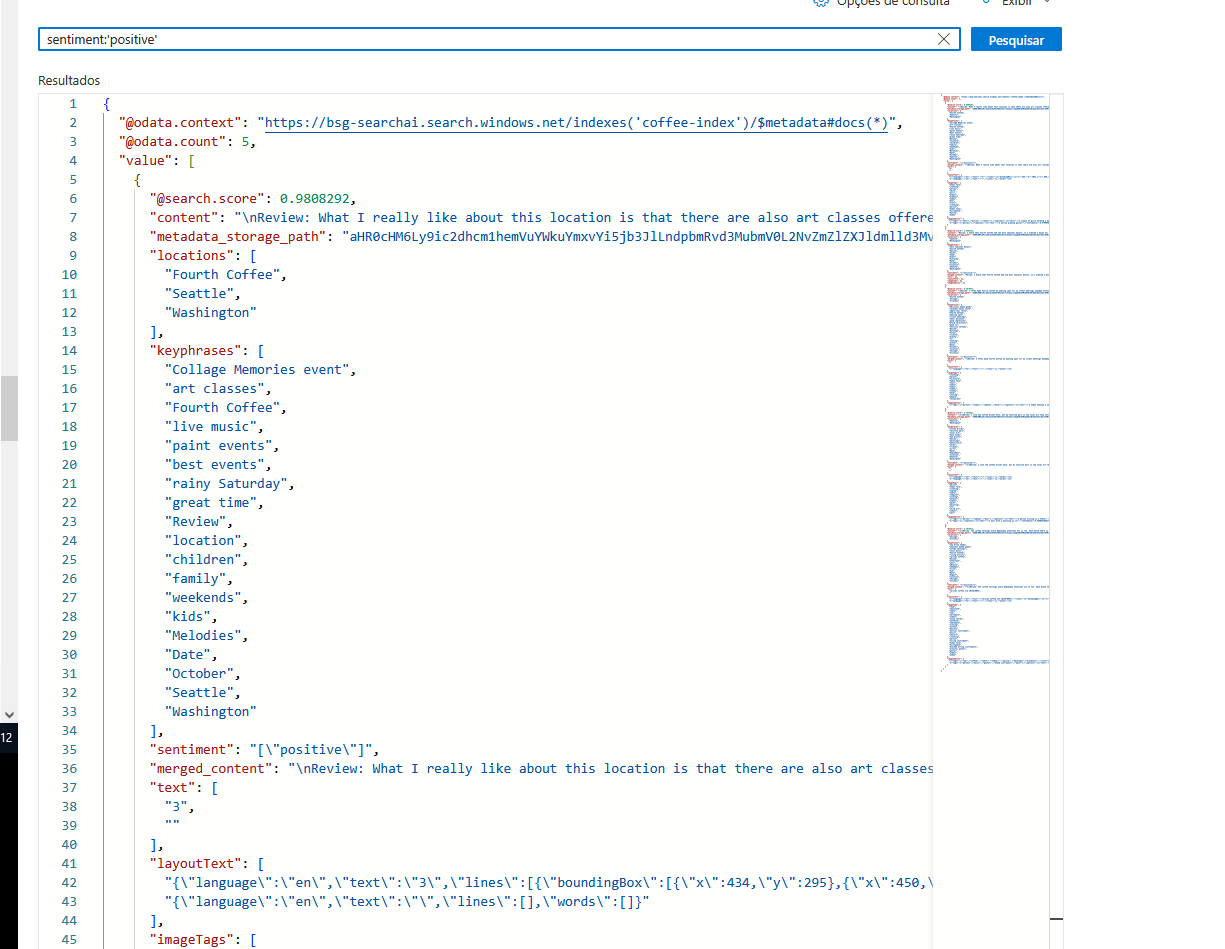 Opções de consulta Exibir
sentiment:'positive'
Pesquisar
Resultados
1 {
2 "@odata.context": "https://bsg-searchai.search.windows.net/indexes('coffee-index')/$metadata#docs(*)",
3 "@odata.count": 5,
4 "value": [
5 {
6 "@search.score": 0.9808292,
7 "content": "\nReview: What I really like about this location is that there are also art classes offere
8 "metadata_storage_path":
9 "locations": [
10 "Fourth Coffee",
11 "Seattle",
12 "Washington"
13 ],
14 "keyphrases": [
15 "Collage Memories event",
16 "art classes",
17 "Fourth Coffee",
18 "live music",
19 "paint events",
20 "best events",
21 "rainy Saturday",
22 "great time",
23 "Review",
24 "location",
25 "children",
26 "family",
27 "weekends",
28 "kids",
29 "Melodies",
30 "Date",
31 "October",
32 "Seattle",
33 "Washington"
34 ],
35 "sentiment": "[\"positive\"]",
36 "merged_content": "\nReview: What I really like about this location is that there are also art classes
37 "text": [
38 "3",
39 ""
40 ],
41 "layoutText": [
42 "{\"language\":\"en\",\"text\":\"3\",\"lines\":[{\"boundingBox\":[{\"x\":434,\"y\":295},{\"x\":450,\
43 "{\"language\":\"en\",\"text\":\"\",\"lines\":[],\"words\":[]}"
44 ],
45 "imageTags": [
12